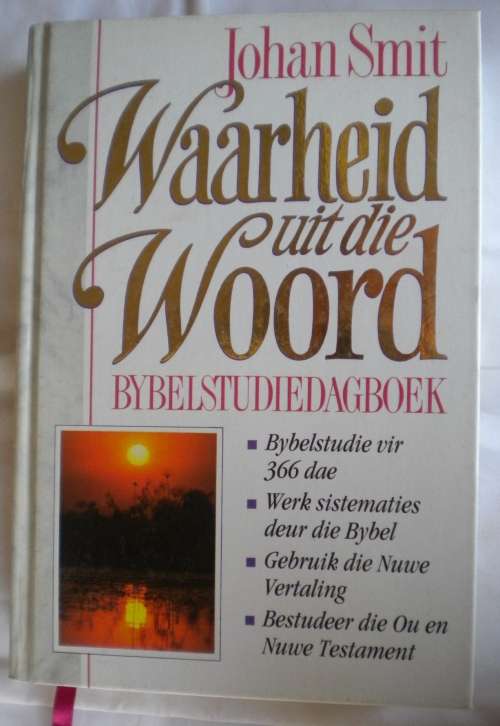 Johan Smit
Waarheid
uit die
Woord
BYBELSTUDIEDAGBOEK
▪ Bybelstudie vir
366 dae
▪ Werk sistematies
deur die Bybel
▪ Gebruik die Nuwe
Vertaling
▪ Bestudeer die Ou en
Nuwe Testament